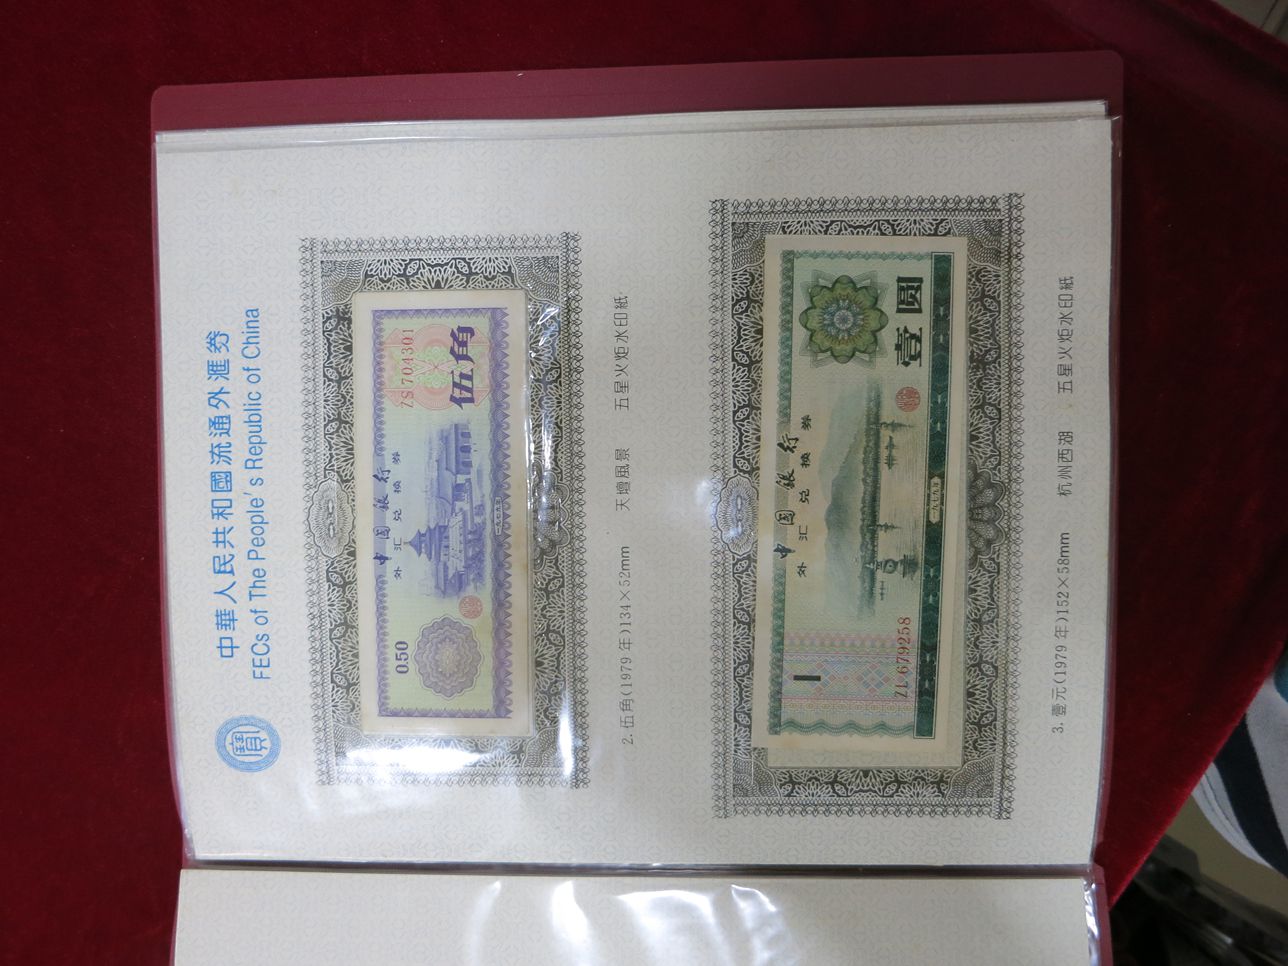 寶
中華人民共和國流通外滙券
FECs of The People's Republic of China
中国银行
外汇兑换券
0.50
ZS704301
伍角
一九七九年
2. 伍角(1979年)134×52mm 天壇風景 五星火炬水印紙
中国银行
外汇兑换券
1
壹圆
ZL679258
一九七九年
3. 壹元(1979年)152×58mm 杭州西湖 五星火炬水印紙